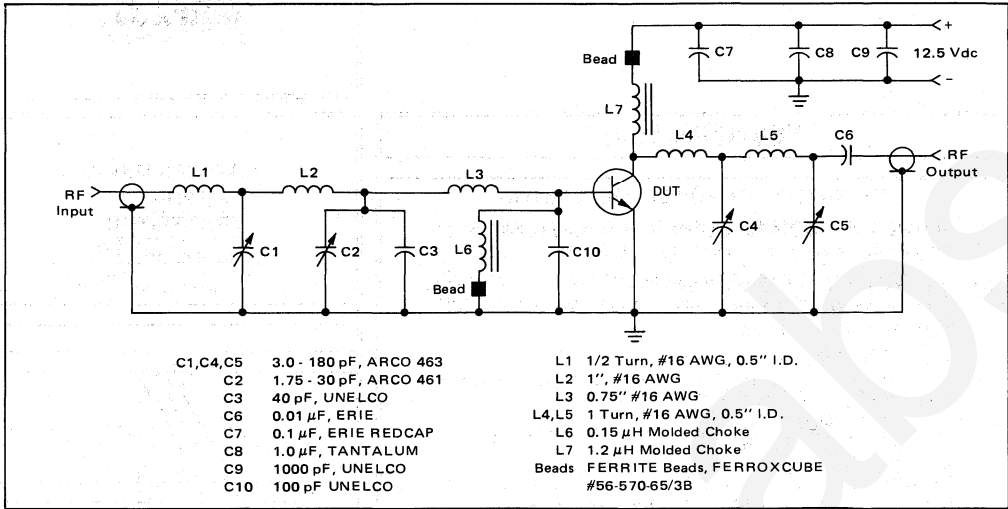 Bead
C7
C8
C9
+
12.5 Vdc
-
L7
L4
L5
C6
RF
Output
L1
L2
L3
RF
Input
DUT
C1
C2
C3
L6
C10
C4
C5
Bead
C1,C4,C5 3.0 - 180 pF, ARCO 463
C2 1.75 - 30 pF, ARCO 461
C3 40 pF, UNELCO
C6 0.01 μF, ERIE
C7 0.1 μF, ERIE REDCAP
C8 1.0 μF, TANTALUM
C9 1000 pF, UNELCO
C10 100 pF UNELCO
L1 1/2 Turn, #16 AWG, 0.5" I.D.
L2 1", #16 AWG
L3 0.75" #16 AWG
L4,L5 1 Turn, #16 AWG, 0.5" I.D.
L6 0.15 μH Molded Choke
L7 1.2 μH Molded Choke
Beads FERRITE Beads, FERROXCUBE
#56-570-65/3B
abs